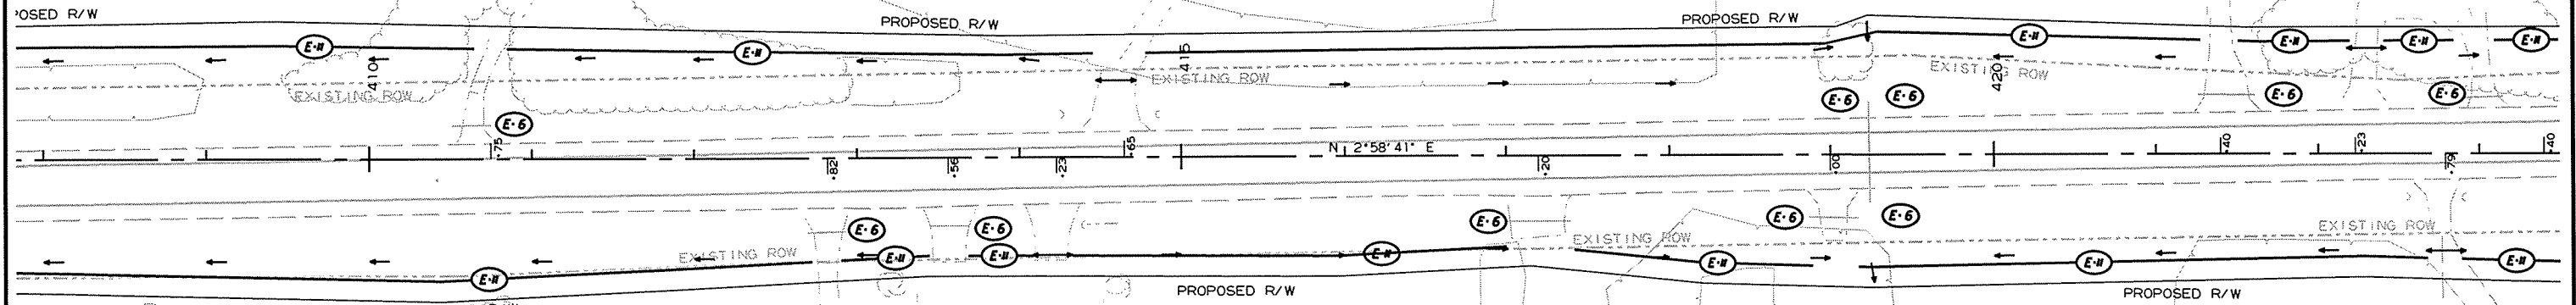 POSED R/W
PROPOSED R/W
PROPOSED R/W
E-11
E-11
E-11
E-11
E-11
E-11
410
415
420
EXISTING ROW
EXISTING ROW
EXISTING ROW
E-6
E-6
E-6
E-6
E-6
.75
.65
N 2°58'41" E
.40
.23
.40
.82
.56
.23
.20
.00
.79
E-6
E-6
E-6
E-6
E-6
EXISTING ROW
EXISTING ROW
EXISTING ROW
E-11
E-11
E-11
E-11
E-11
E-11
E-11
PROPOSED R/W
PROPOSED R/W